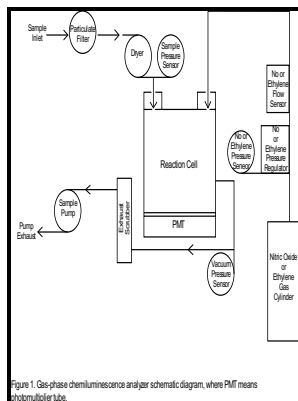 Sample
Inlet
Particulate
Filter
Dryer
Sample
Pressure
Sensor
No or
Ethylene
Flow
Sensor
No
or
Ethylene
Pressure
Regulator
No or
Ethylene
Pressure
Sensor
Reaction Cell
PMT
Exhaust
Scrubber
Sample
Pump
Pump
Exhaust
Vacuum
Pressure
Sensor
Nitric Oxide
or
Ethylene
Gas
Cylinder
Figure 1. Gas-phase chemiluminescence analyzer schematic diagram, where PMT means
photomultiplier tube.